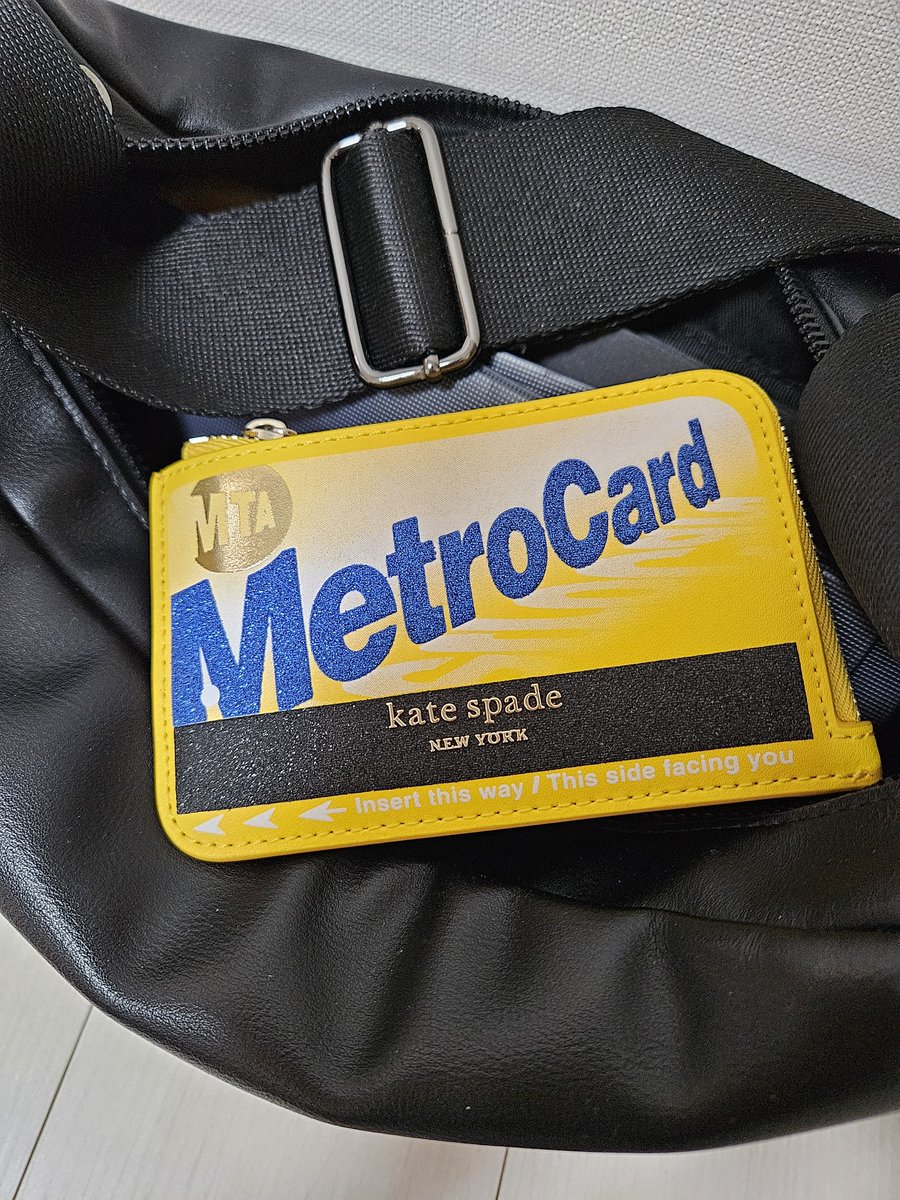 MTA
MetroCard
kate spade
NEW YORK
Insert this way / This side facing you